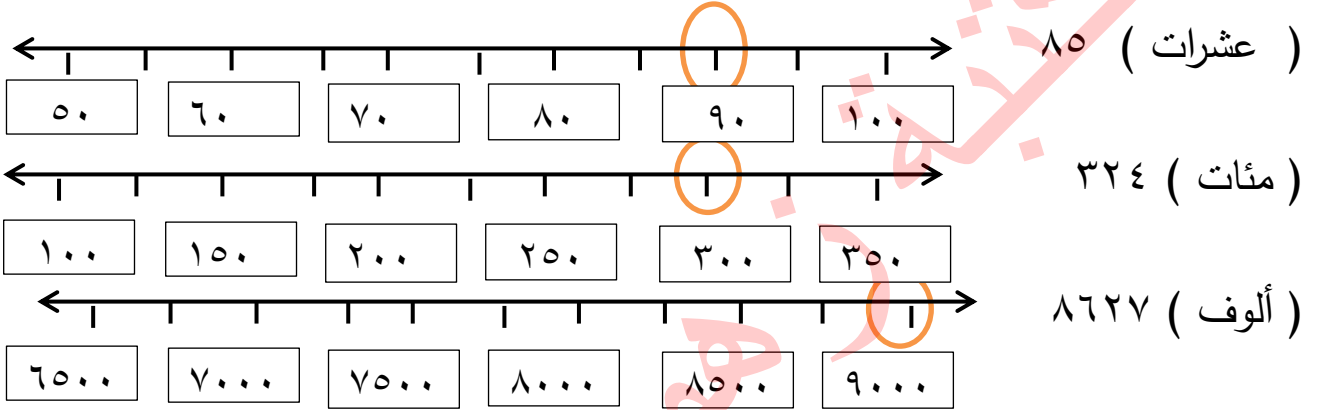 ( عشرات ) ٨٥
٥٠ ٦٠ ٧٠ ٨٠ ٩٠ ١٠٠
( مئات ) ٣٢٤
١٠٠ ١٥٠ ٢٠٠ ٢٥٠ ٣٠٠ ٣٥٠
( ألوف ) ٨٦٢٧
٦٥٠٠ ٧٠٠٠ ٧٥٠٠ ٨٠٠٠ ٨٥٠٠ ٩٠٠٠